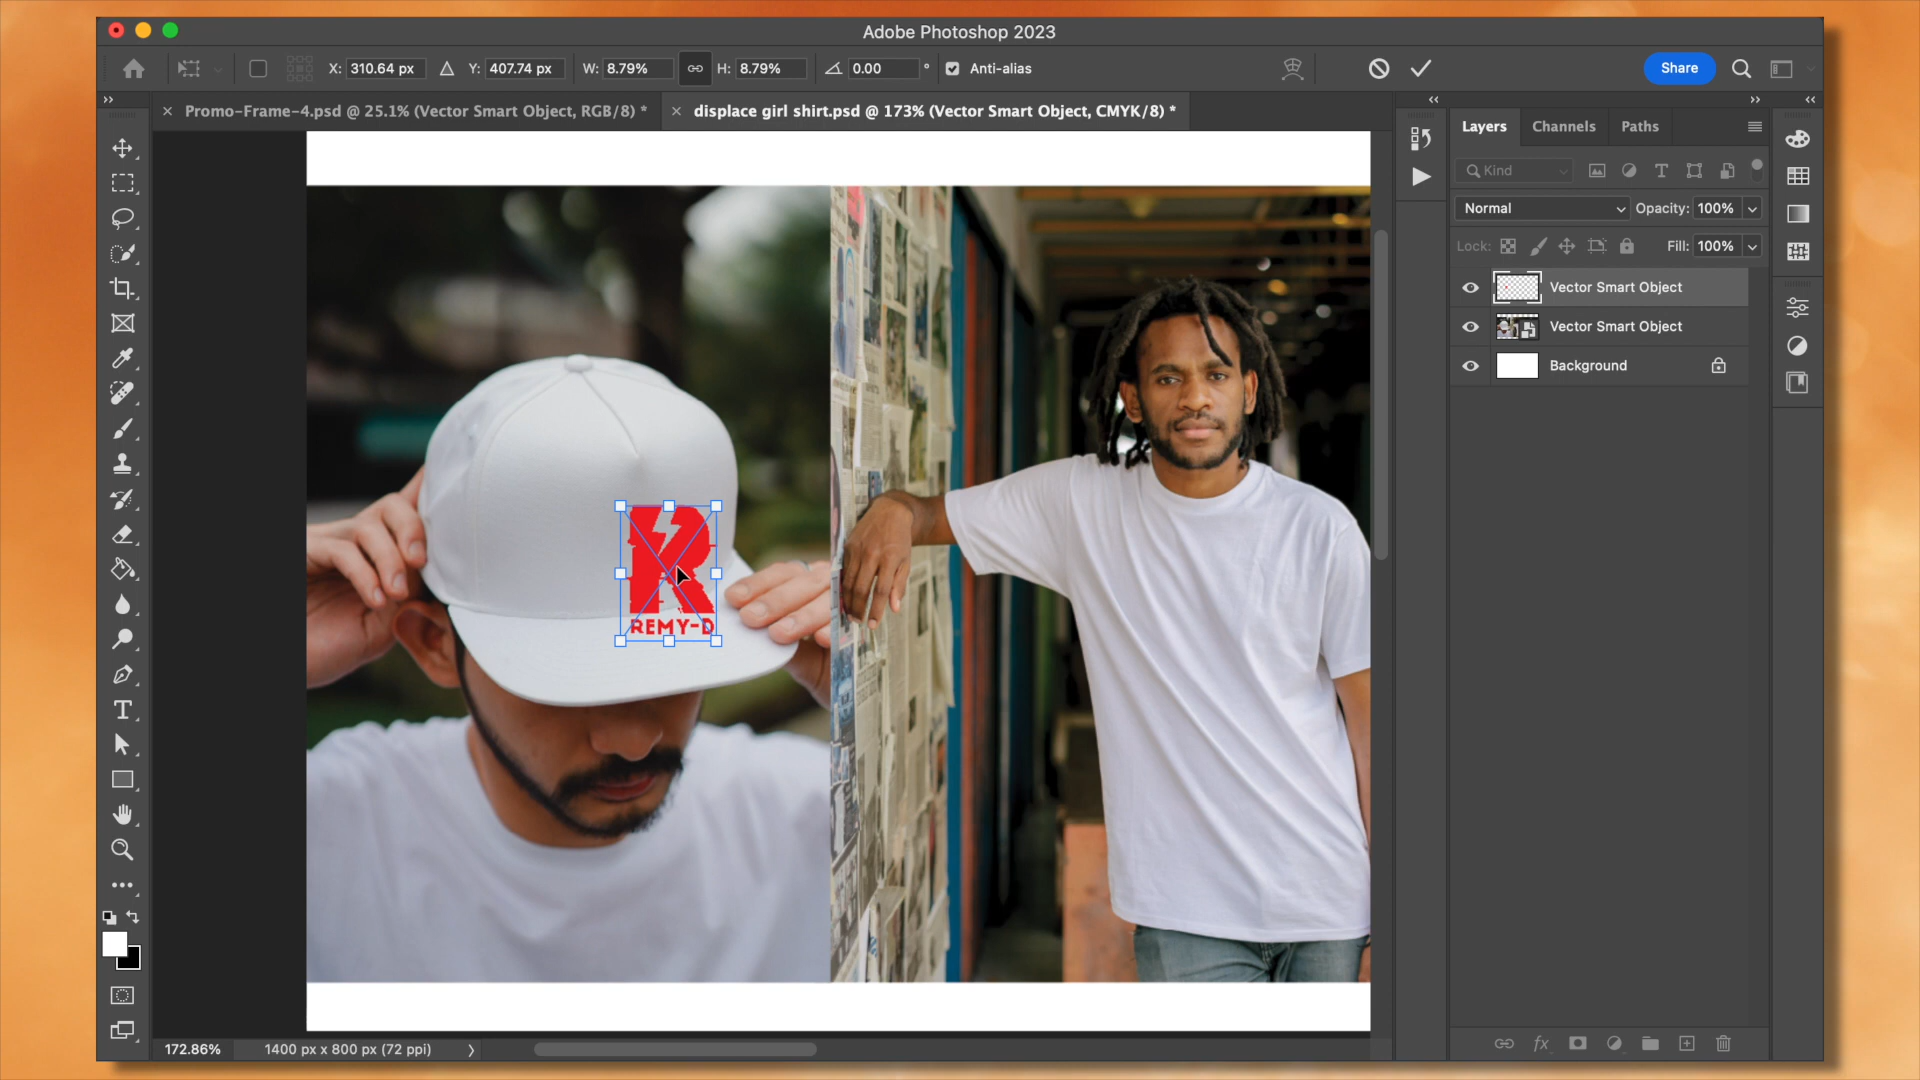 Adobe Photoshop 2023
X: 310.64 px Y: 407.74 px W: 8.79% H: 8.79% 0.00 ° Anti-alias Share
Promo-Frame-4.psd @ 25.1% (Vector Smart Object, RGB/8) *
displace girl shirt.psd @ 173% (Vector Smart Object, CMYK/8) *
Layers Channels Paths
Kind
Normal Opacity: 100%
Lock: Fill: 100%
Vector Smart Object
Vector Smart Object
Background
R
REMY-D
172.86% 1400 px x 800 px (72 ppi)